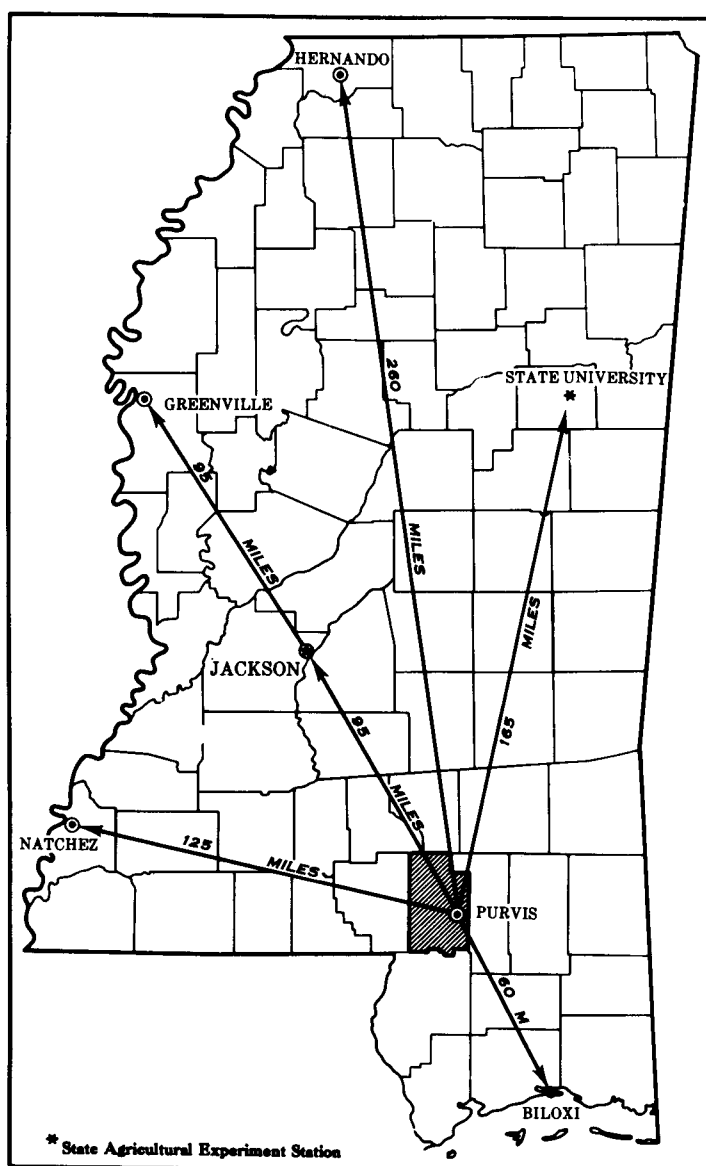 HERNANDO
260
MILES
STATE UNIVERSITY
*
GREENVILLE
95
MILES
165
MILES
JACKSON
95
MILES
NATCHEZ
125
MILES
PURVIS
60 M
BILOXI
* State Agricultural Experiment Station